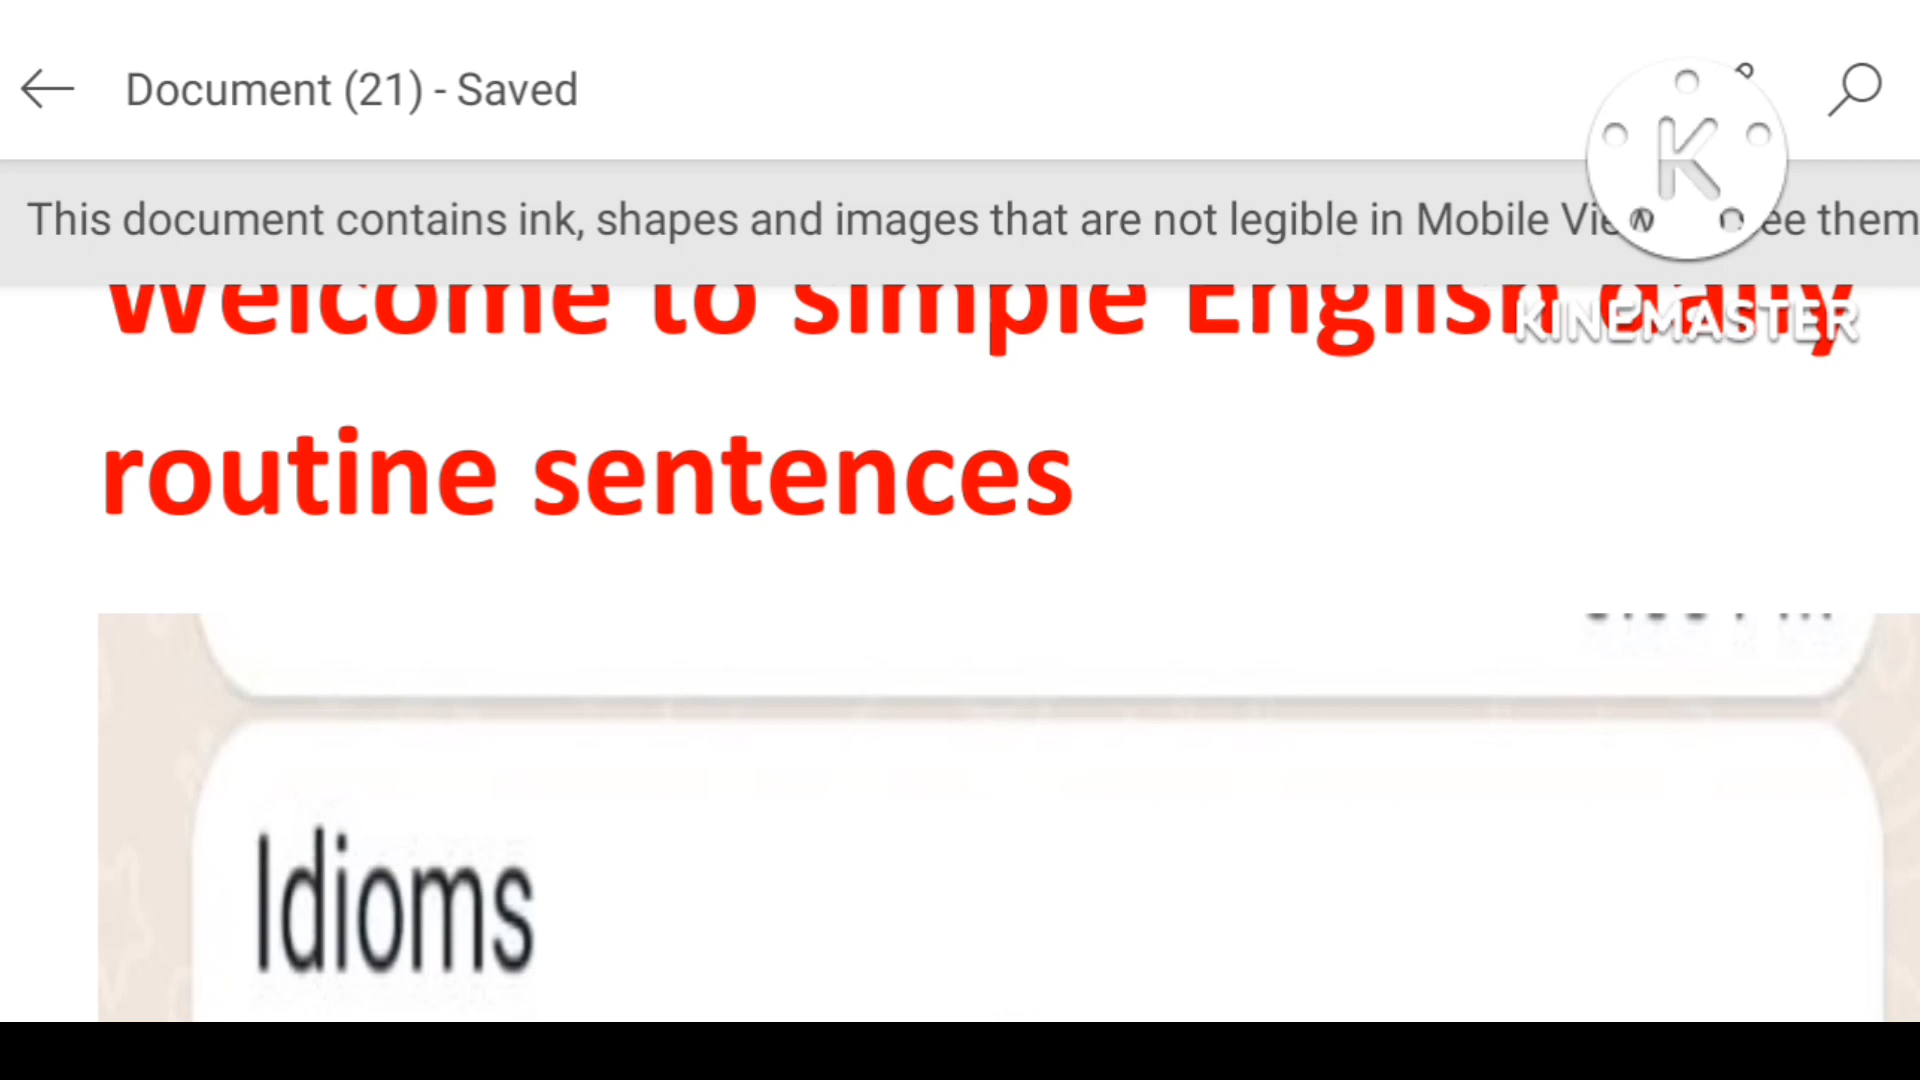 Document (21) - Saved
This document contains ink, shapes and images that are not legible in Mobile View them
Welcome to simple English daily
KINEMASTER
routine sentences
Idioms